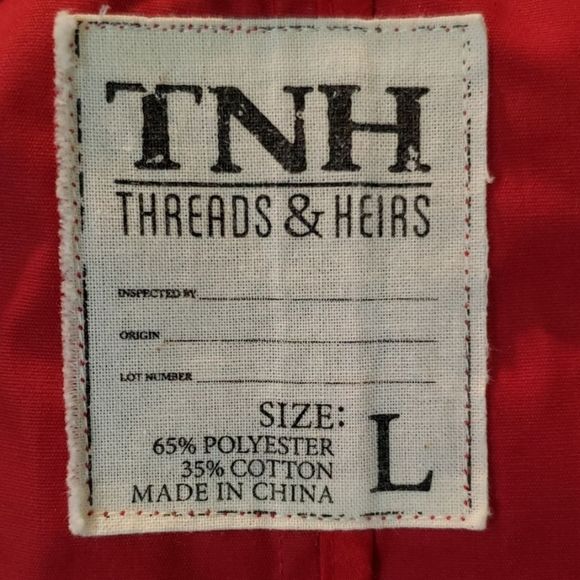 TNH
THREADS & HEIRS
INSPECTED BY
ORIGIN
LOT NUMBER
SIZE: L
65% POLYESTER
35% COTTON
MADE IN CHINA